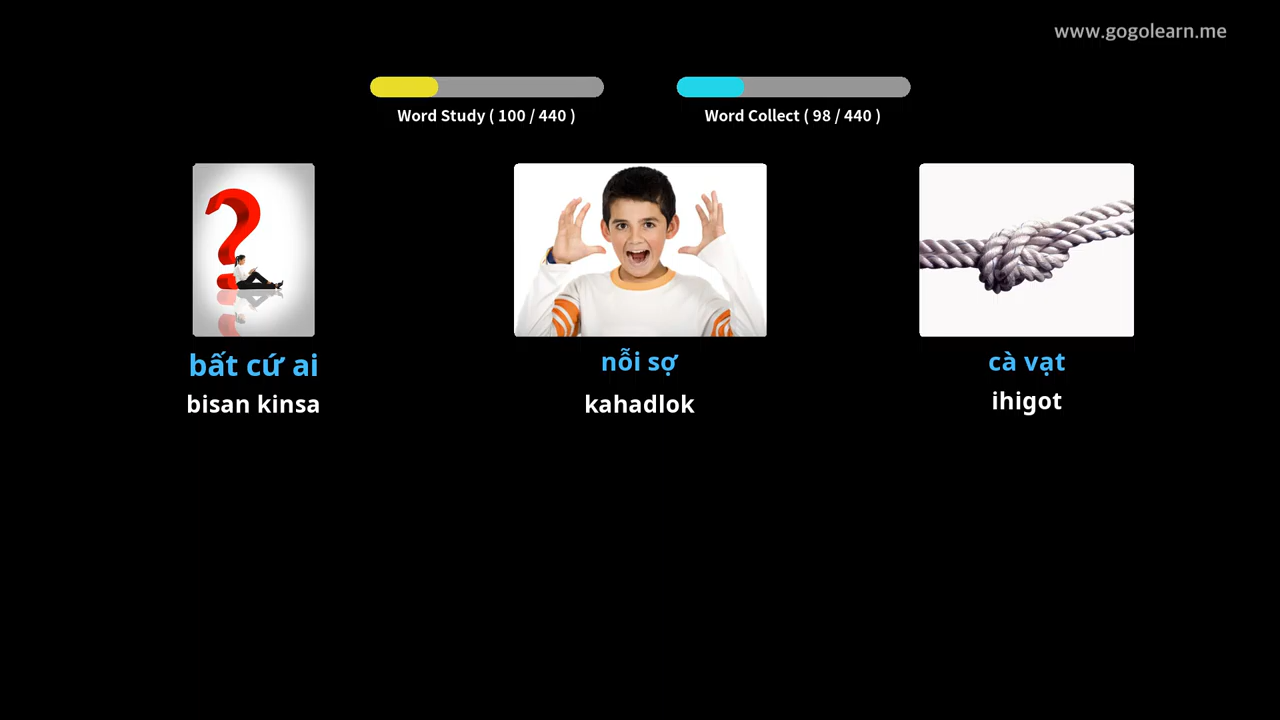 www.gogolearn.me
Word Study ( 100 / 440 )
Word Collect ( 98 / 440 )
bất cứ ai
bisan kinsa
nỗi sợ
kahadlok
cà vạt
ihigot